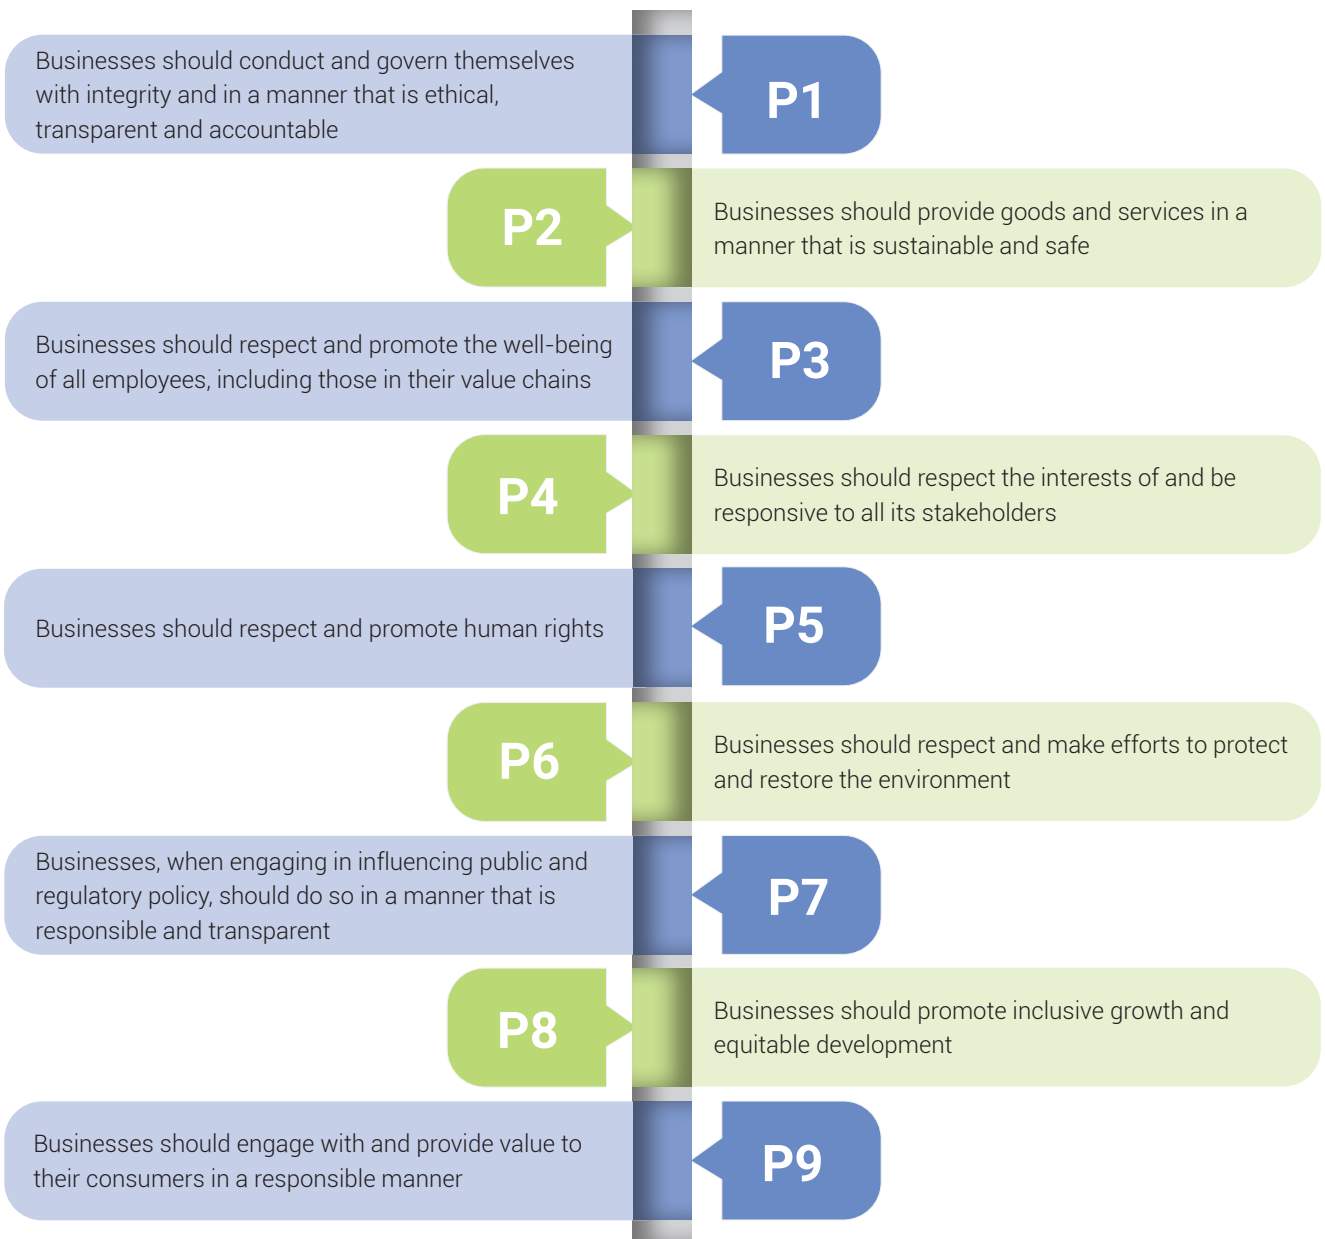 Businesses should conduct and govern themselves
with integrity and in a manner that is ethical,
transparent and accountable
P1
P2
Businesses should provide goods and services in a
manner that is sustainable and safe
Businesses should respect and promote the well-being
of all employees, including those in their value chains
P3
P4
Businesses should respect the interests of and be
responsive to all its stakeholders
Businesses should respect and promote human rights
P5
P6
Businesses should respect and make efforts to protect
and restore the environment
Businesses, when engaging in influencing public and
regulatory policy, should do so in a manner that is
responsible and transparent
P7
P8
Businesses should promote inclusive growth and
equitable development
Businesses should engage with and provide value to
their consumers in a responsible manner
P9